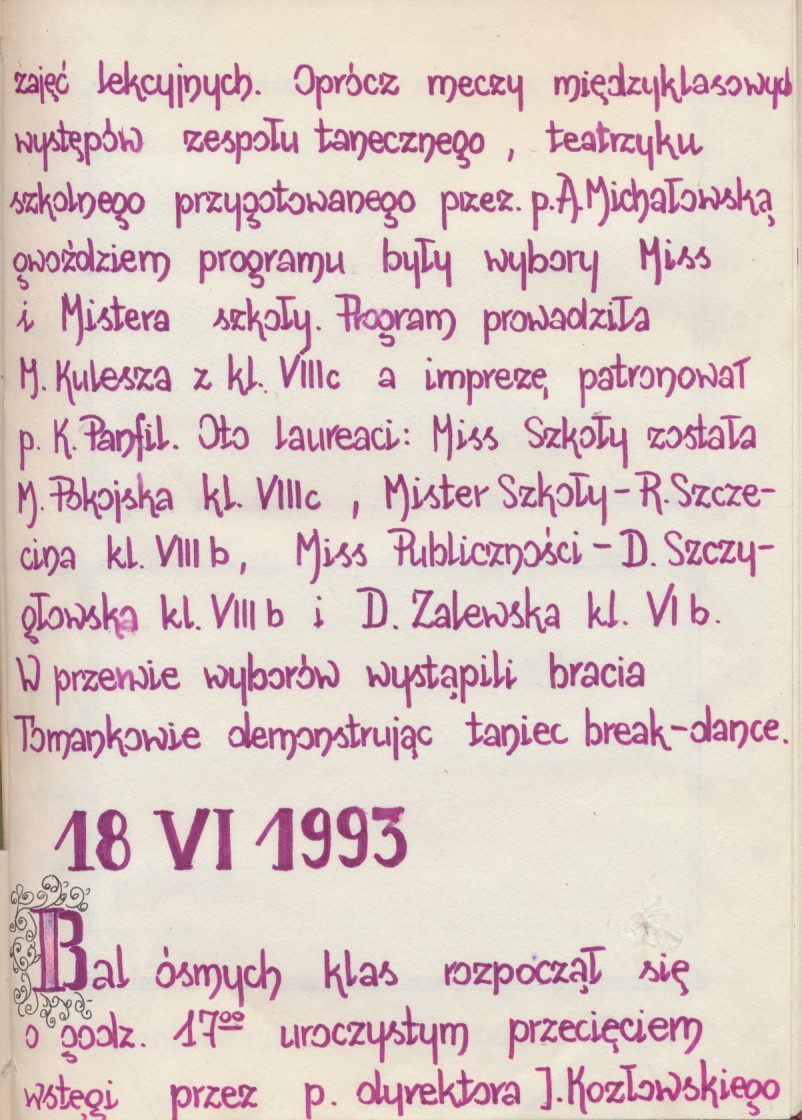 zajęć lekcyjnych. Oprócz meczy międzyklasowych
występów zespołu tanecznego, teatrzyku
szkolnego przygotowanego przez. p.A.Michałowską
gwoździem programu były wybory Miss
i Mistera szkoły. Program prowadziła
M. Kulesza z kl. VIIIc a imprezę patronował
p. K. Panfil. Oto laureaci: Miss Szkoły została
M. Pokojska kl. VIIIc, Mister Szkoły - R. Szcze-
cina kl. VIII b, Miss Publiczności - D. Szczy-
głowska kl. VIII b i D. Zalewska kl. VI b.
W przerwie wyborów wystąpili bracia
Tomankowie demonstrując taniec break-dance.
18 VI 1993
Bal ósmych klas rozpoczął się
o godz. 17⁰⁰ uroczystym przecięciem
wstęgi przez p. dyrektora J. Kozłowskiego